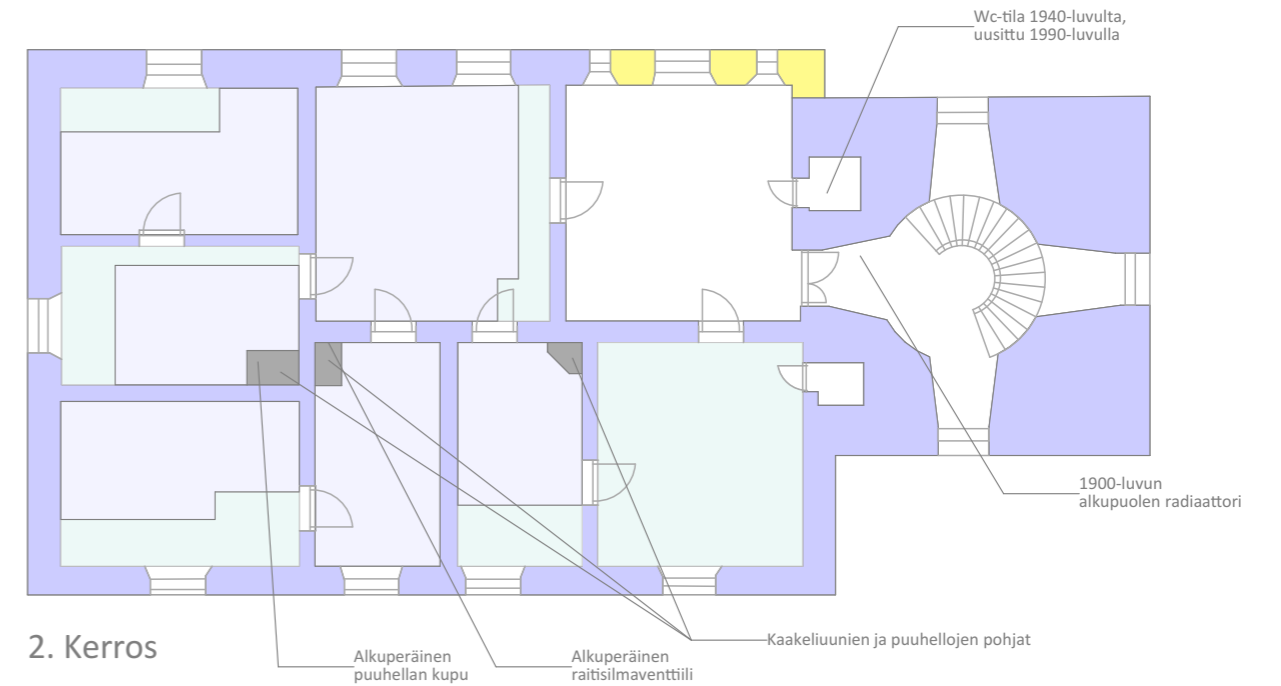 Wc-tila 1940-luvulta,
uusittu 1990-luvulla
1900-luvun
alkupuolen radiaattori
Kaakeliuunien ja puuhellojen pohjat
2. Kerros
Alkuperäinen
puuhellan kupu
Alkuperäinen
raitisilmaventtiili